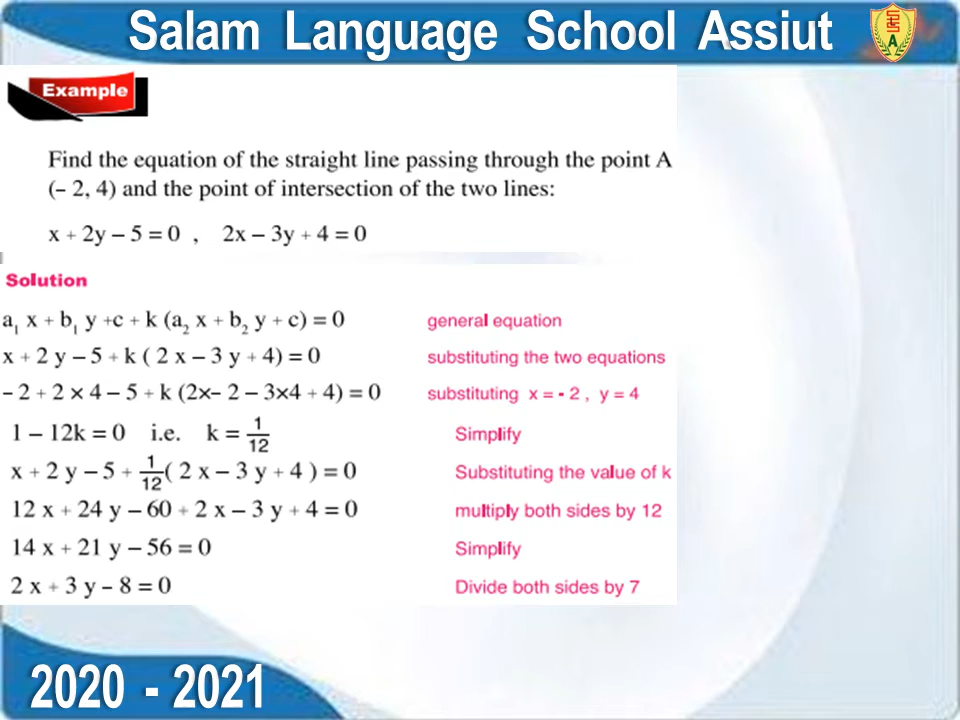 Salam Language School Assiut
Example
Find the equation of the straight line passing through the point A
(– 2, 4) and the point of intersection of the two lines:
x + 2y – 5 = 0 , 2x – 3y + 4 = 0
Solution
a₁ x + b₁ y +c + k (a₂ x + b₂ y + c) = 0 general equation
x + 2 y – 5 + k ( 2 x – 3 y + 4) = 0 substituting the two equations
– 2 + 2 × 4 – 5 + k (2×– 2 – 3×4 + 4) = 0 substituting x = - 2 , y = 4
1 – 12k = 0 i.e. k = 1/12 Simplify
x + 2 y – 5 + 1/12( 2 x – 3 y + 4 ) = 0 Substituting the value of k
12 x + 24 y – 60 + 2 x – 3 y + 4 = 0 multiply both sides by 12
14 x + 21 y – 56 = 0 Simplify
2 x + 3 y – 8 = 0 Divide both sides by 7
2020 - 2021